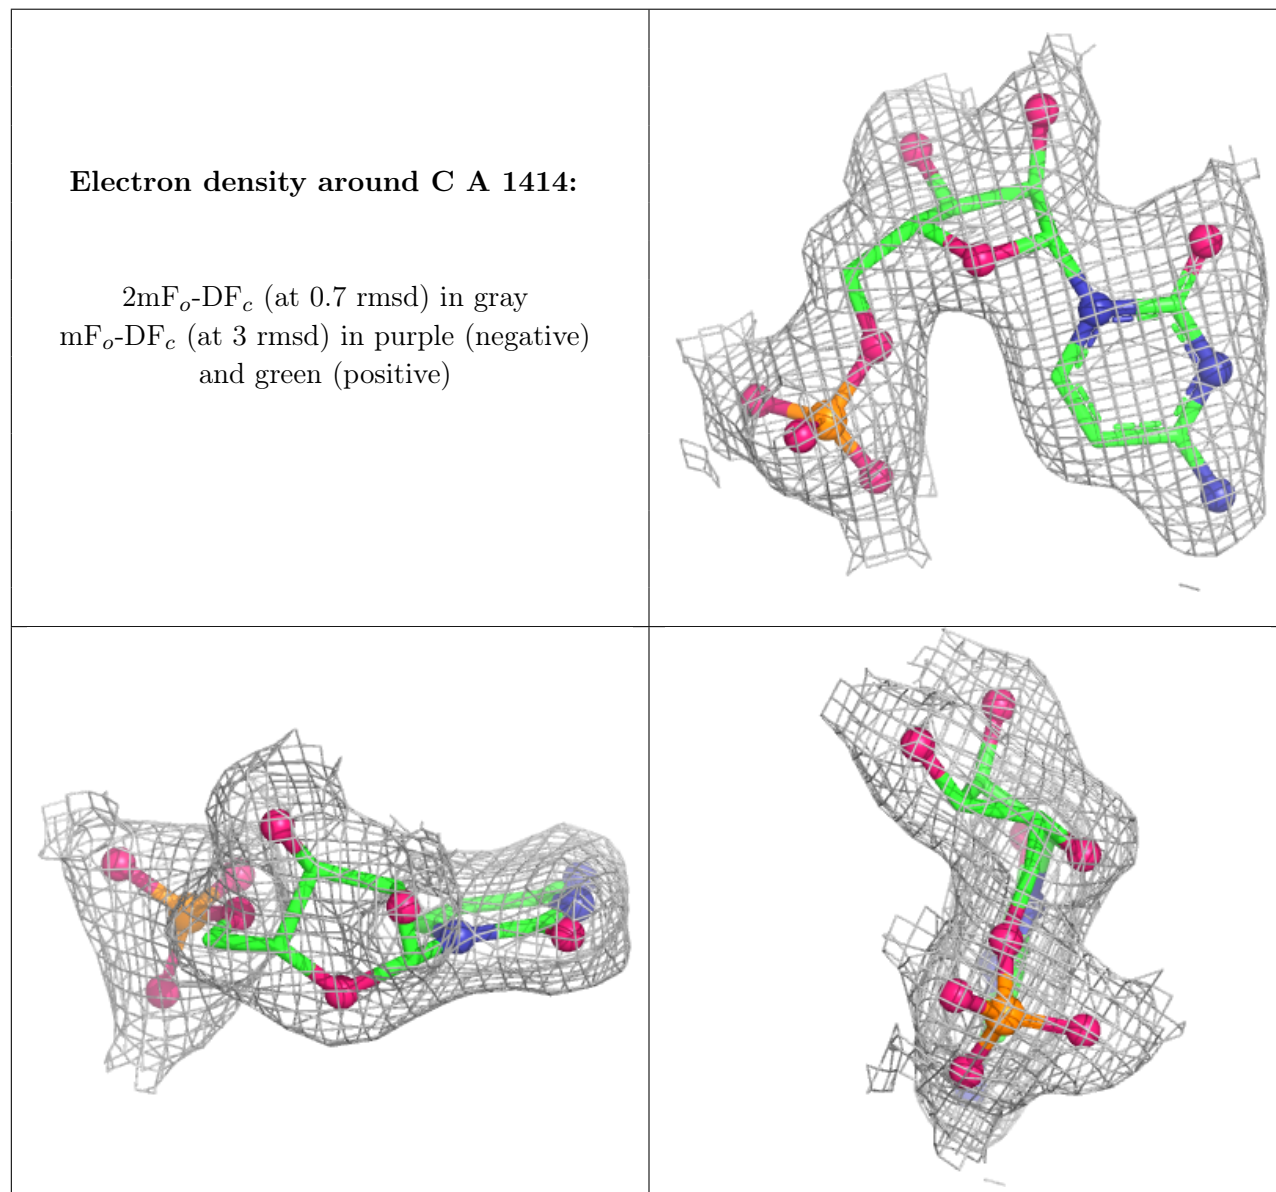 Electron density around C A 1414:
2mFo-DFc (at 0.7 rmsd) in gray
mFo-DFc (at 3 rmsd) in purple (negative)
and green (positive)